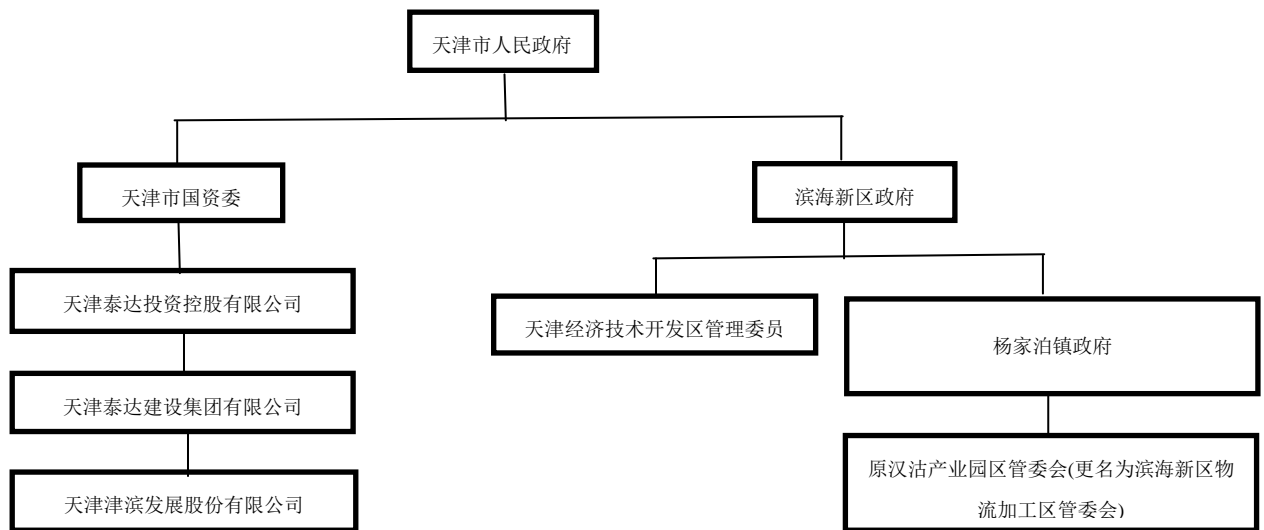 天津市人民政府
天津市国资委
滨海新区政府
天津泰达投资控股有限公司
天津经济技术开发区管理委员
杨家泊镇政府
天津泰达建设集团有限公司
原汉沽产业园区管委会(更名为滨海新区物
流加工区管委会)
天津津滨发展股份有限公司